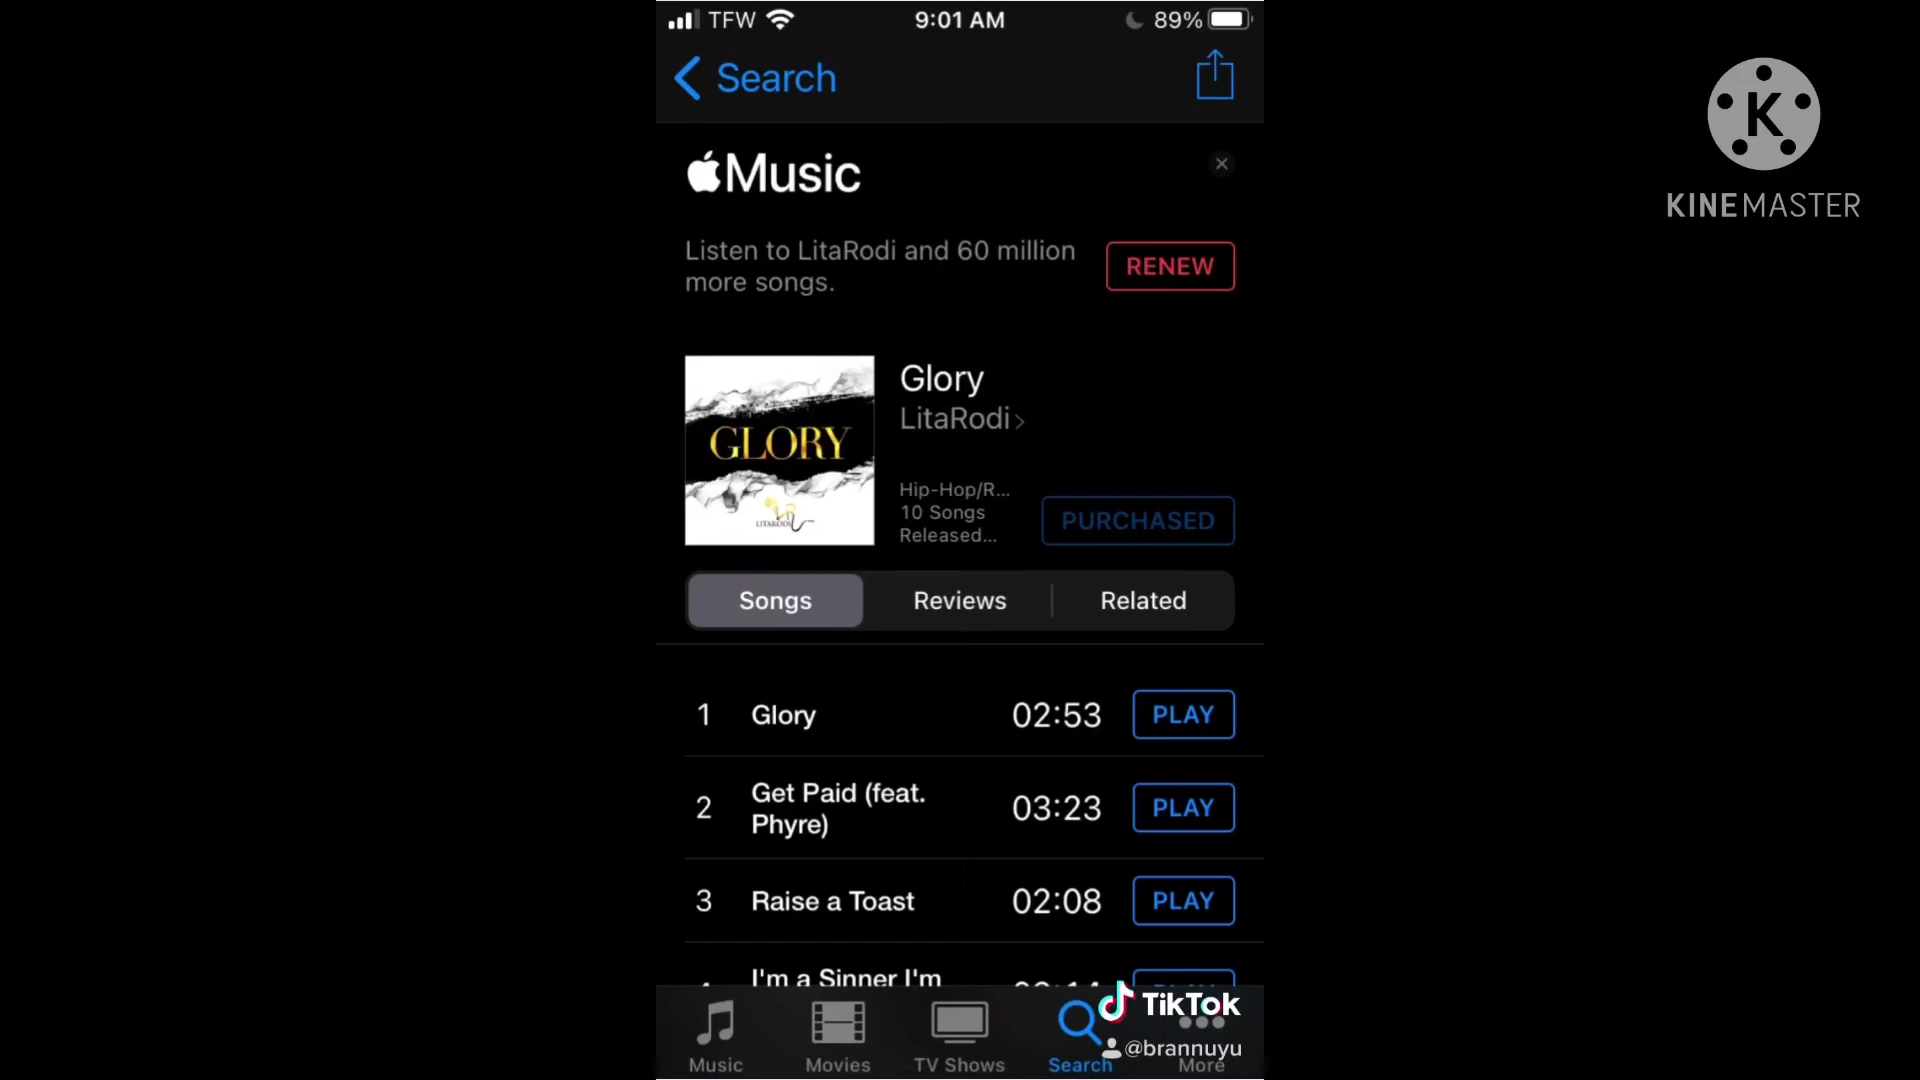 TFW 9:01 AM 89%
Search
K
KINEMASTER
Music
Listen to LitaRodi and 60 million
more songs.
RENEW
GLORY
LITARODI
Glory
LitaRodi
Hip-Hop/R...
10 Songs
Released...
PURCHASED
Songs Reviews Related
1 Glory 02:53 PLAY
2 Get Paid (feat.
Phyre) 03:23 PLAY
3 Raise a Toast 02:08 PLAY
I'm a Sinner I'm
PLAY
TikTok
@brannuyu
Music Movies TV Shows Search More